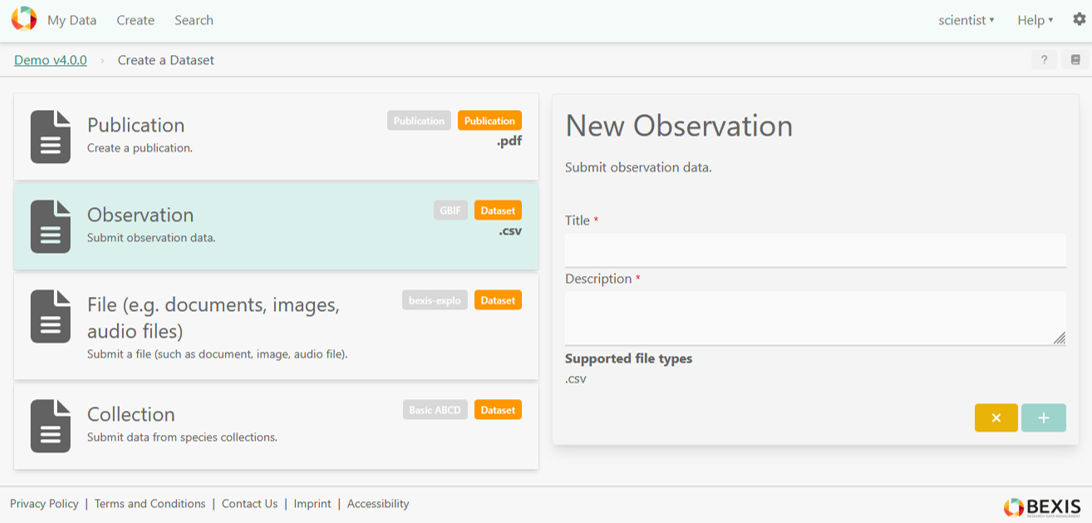 My Data Create Search scientist Help
Demo v4.0.0 › Create a Dataset ?
Publication Publication Publication
Create a publication. .pdf
Observation GBIF Dataset
Submit observation data. .csv
File (e.g. documents, images, bexis-explo Dataset
audio files)
Submit a file (such as document, image, audio file).
Collection Basic ABCD Dataset
Submit data from species collections.
New Observation
Submit observation data.
Title *
Description *
Supported file types
.csv
Privacy Policy | Terms and Conditions | Contact Us | Imprint | Accessibility
BEXIS